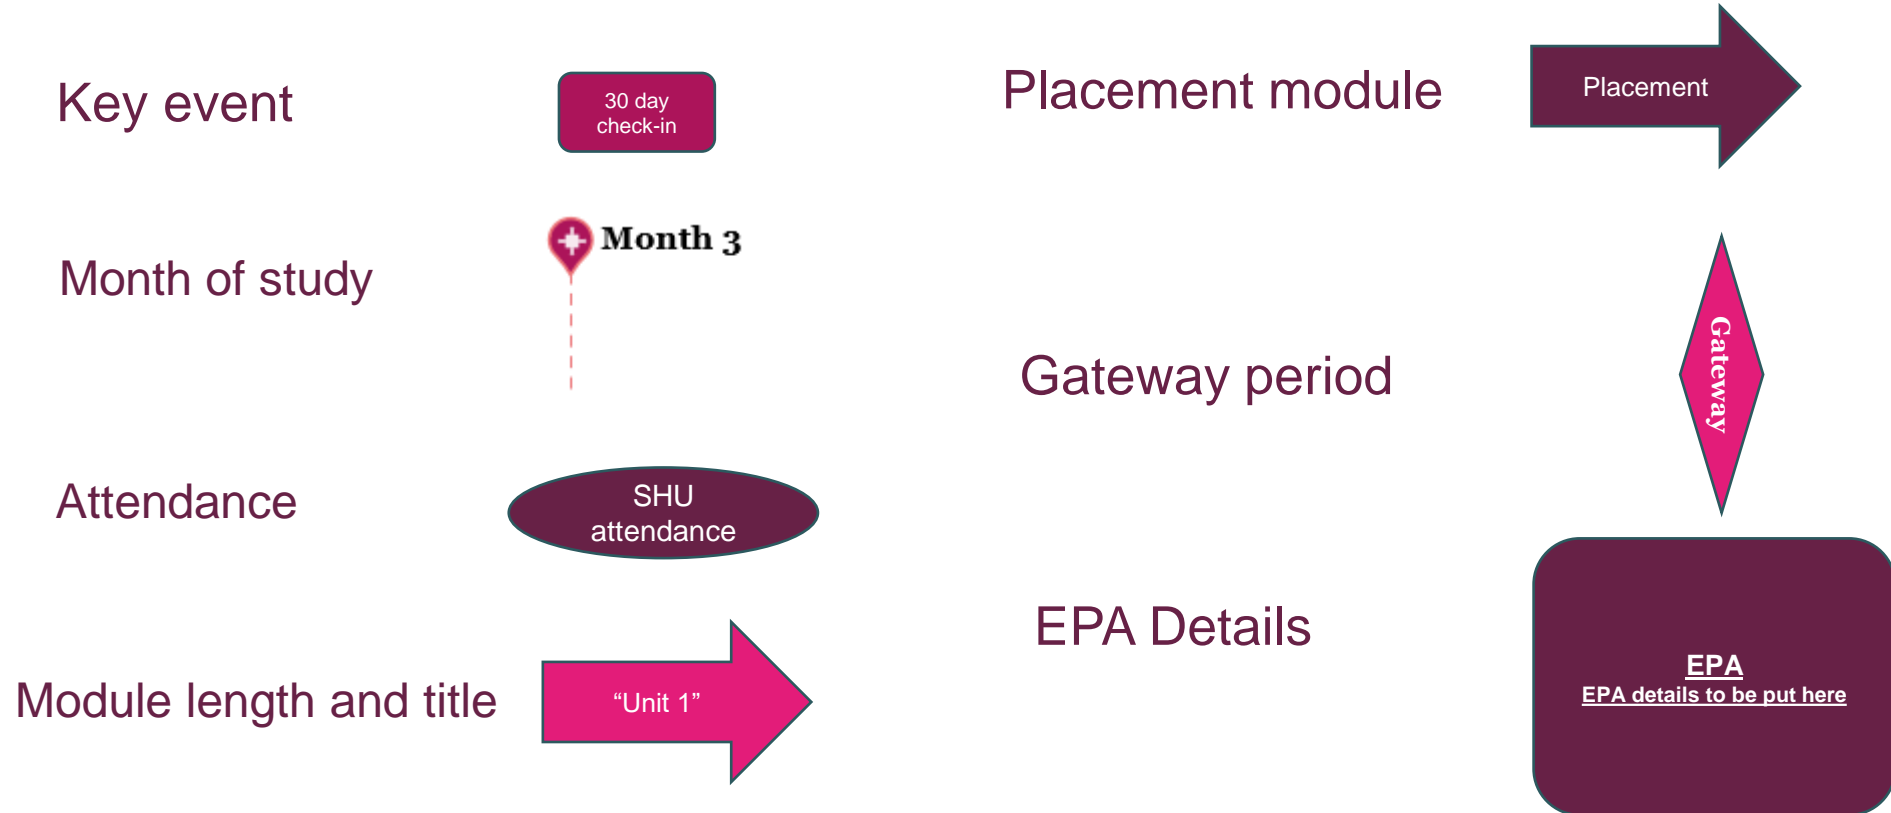 Key event
30 day
check-in
Month of study
Month 3
Attendance
SHU
attendance
Module length and title
“Unit 1”
Placement module
Placement
Gateway period
Gateway
EPA Details
EPA
EPA details to be put here